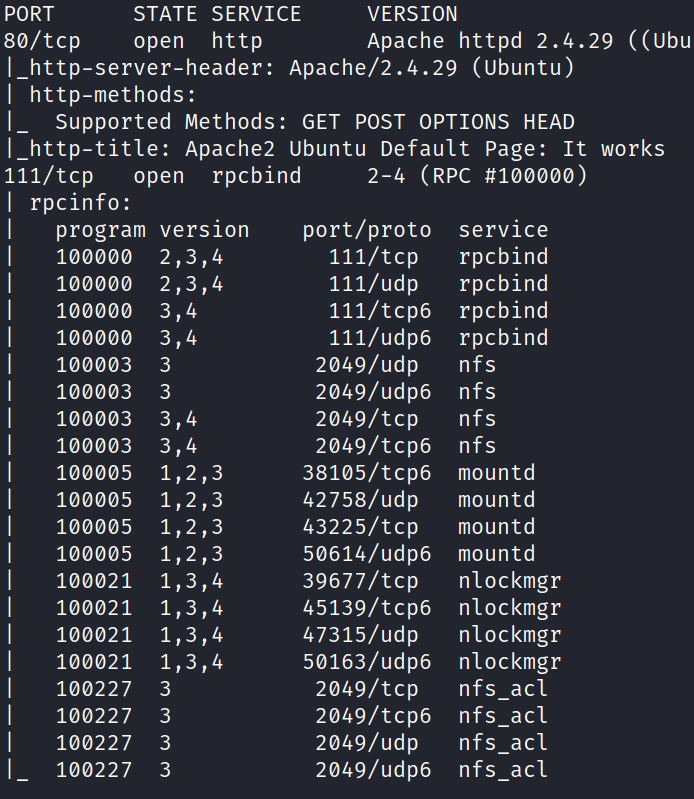 PORT      STATE SERVICE     VERSION
80/tcp    open  http        Apache httpd 2.4.29 ((Ubu
|_http-server-header: Apache/2.4.29 (Ubuntu)
| http-methods:
|_  Supported Methods: GET POST OPTIONS HEAD
|_http-title: Apache2 Ubuntu Default Page: It works
111/tcp   open  rpcbind     2-4 (RPC #100000)
| rpcinfo:
|   program version    port/proto  service
|   100000  2,3,4        111/tcp   rpcbind
|   100000  2,3,4        111/udp   rpcbind
|   100000  3,4          111/tcp6  rpcbind
|   100000  3,4          111/udp6  rpcbind
|   100003  3           2049/udp   nfs
|   100003  3           2049/udp6  nfs
|   100003  3,4         2049/tcp   nfs
|   100003  3,4         2049/tcp6  nfs
|   100005  1,2,3      38105/tcp6  mountd
|   100005  1,2,3      42758/udp   mountd
|   100005  1,2,3      43225/tcp   mountd
|   100005  1,2,3      50614/udp6  mountd
|   100021  1,3,4      39677/tcp   nlockmgr
|   100021  1,3,4      45139/tcp6  nlockmgr
|   100021  1,3,4      47315/udp   nlockmgr
|   100021  1,3,4      50163/udp6  nlockmgr
|   100227  3           2049/tcp   nfs_acl
|   100227  3           2049/tcp6  nfs_acl
|   100227  3           2049/udp   nfs_acl
|_  100227  3           2049/udp6  nfs_acl